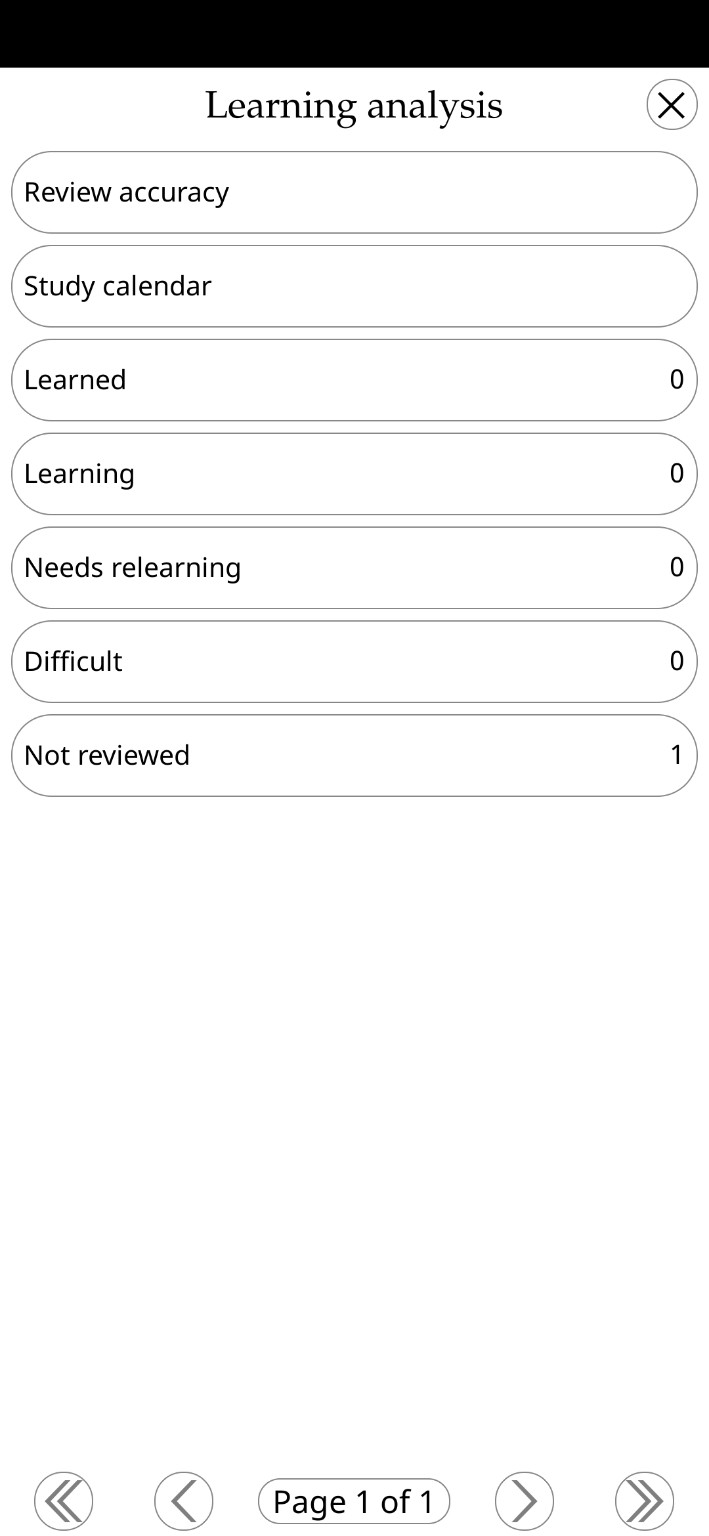 Learning analysis
Review accuracy
Study calendar
Learned 0
Learning 0
Needs relearning 0
Difficult 0
Not reviewed 1
Page 1 of 1